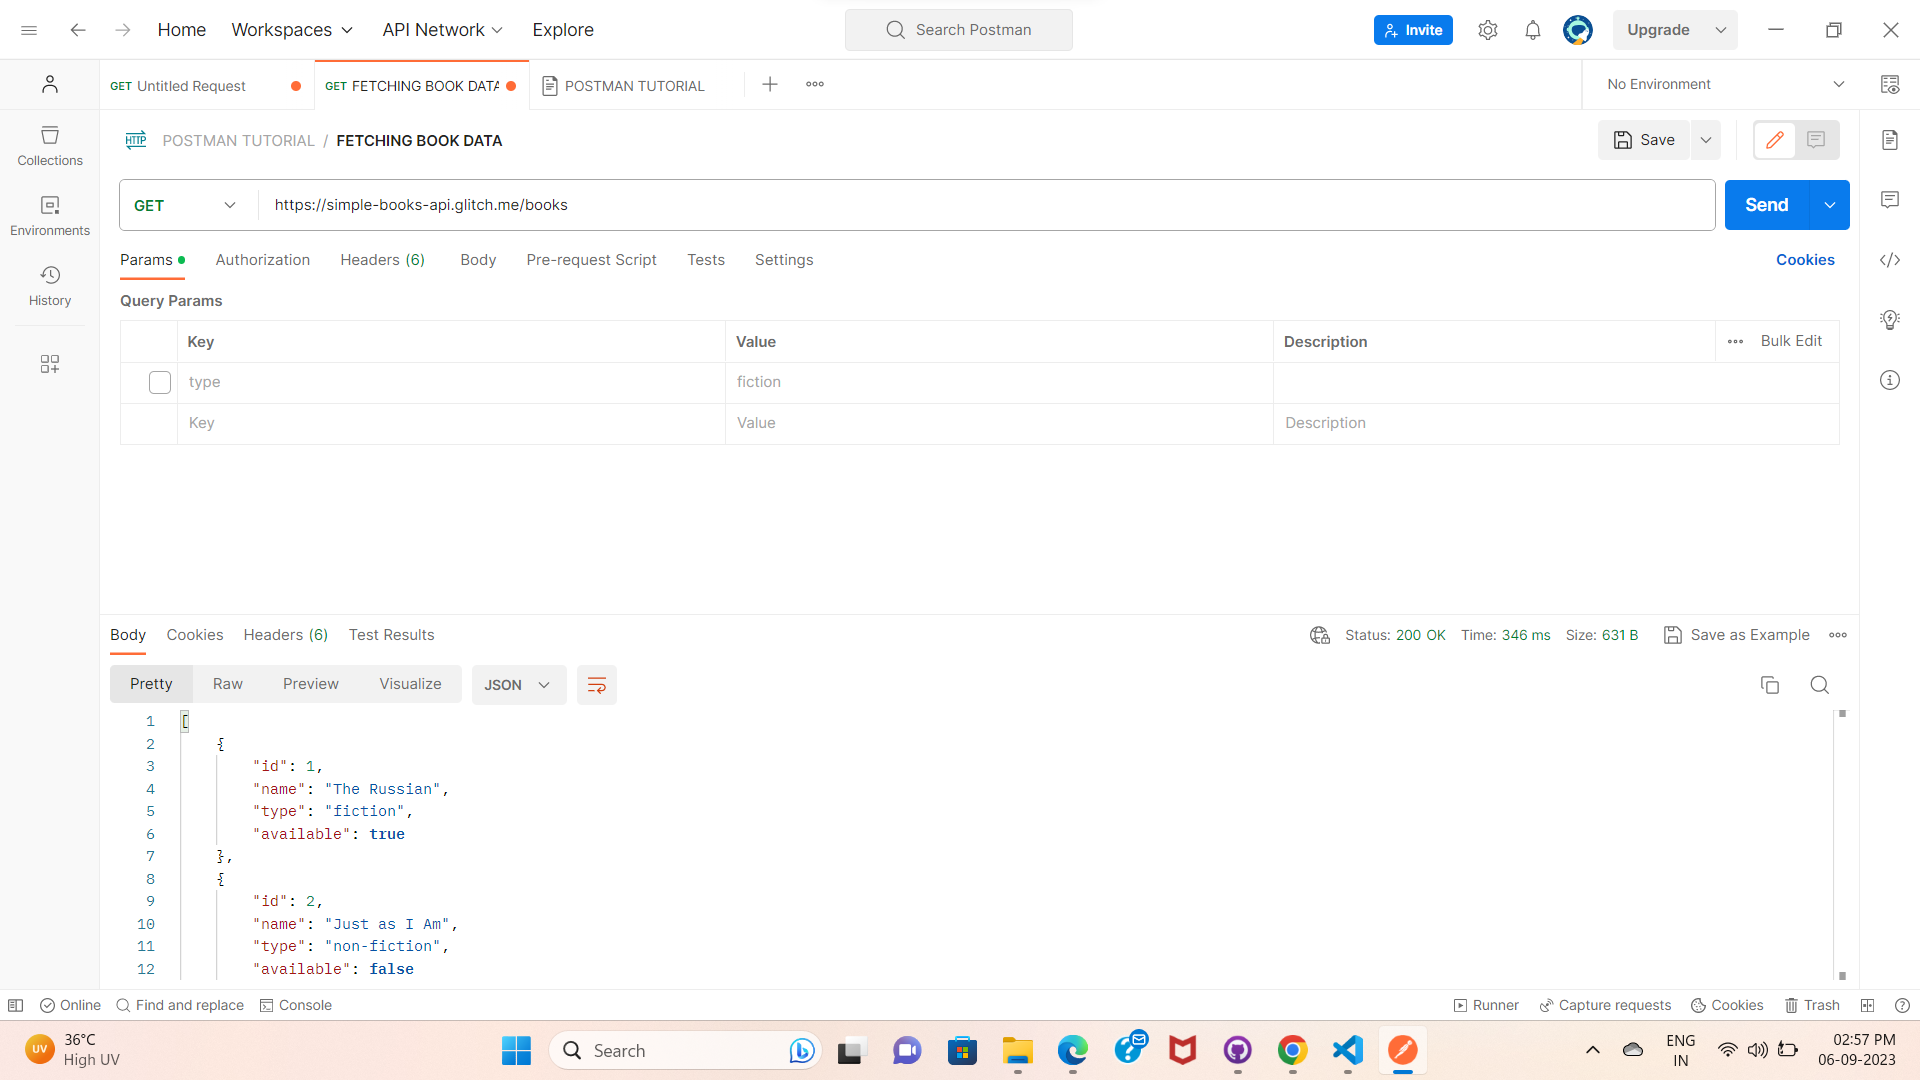 Home Workspaces API Network Explore Search Postman Invite Upgrade
GET Untitled Request GET FETCHING BOOK DATA POSTMAN TUTORIAL No Environment
HTTP POSTMAN TUTORIAL / FETCHING BOOK DATA Save
Collections
Environments
History
GET https://simple-books-api.glitch.me/books Send
Params Authorization Headers (6) Body Pre-request Script Tests Settings Cookies
Query Params
Key Value Description Bulk Edit
type fiction
Key Value Description
Body Cookies Headers (6) Test Results Status: 200 OK Time: 346 ms Size: 631 B Save as Example
Pretty Raw Preview Visualize JSON
1 [
2 {
3 "id": 1,
4 "name": "The Russian",
5 "type": "fiction",
6 "available": true
7 },
8 {
9 "id": 2,
10 "name": "Just as I Am",
11 "type": "non-fiction",
12 "available": false
Online Find and replace Console Runner Capture requests Cookies Trash
UV 36°C
High UV
Search
ENG
IN
02:57 PM
06-09-2023